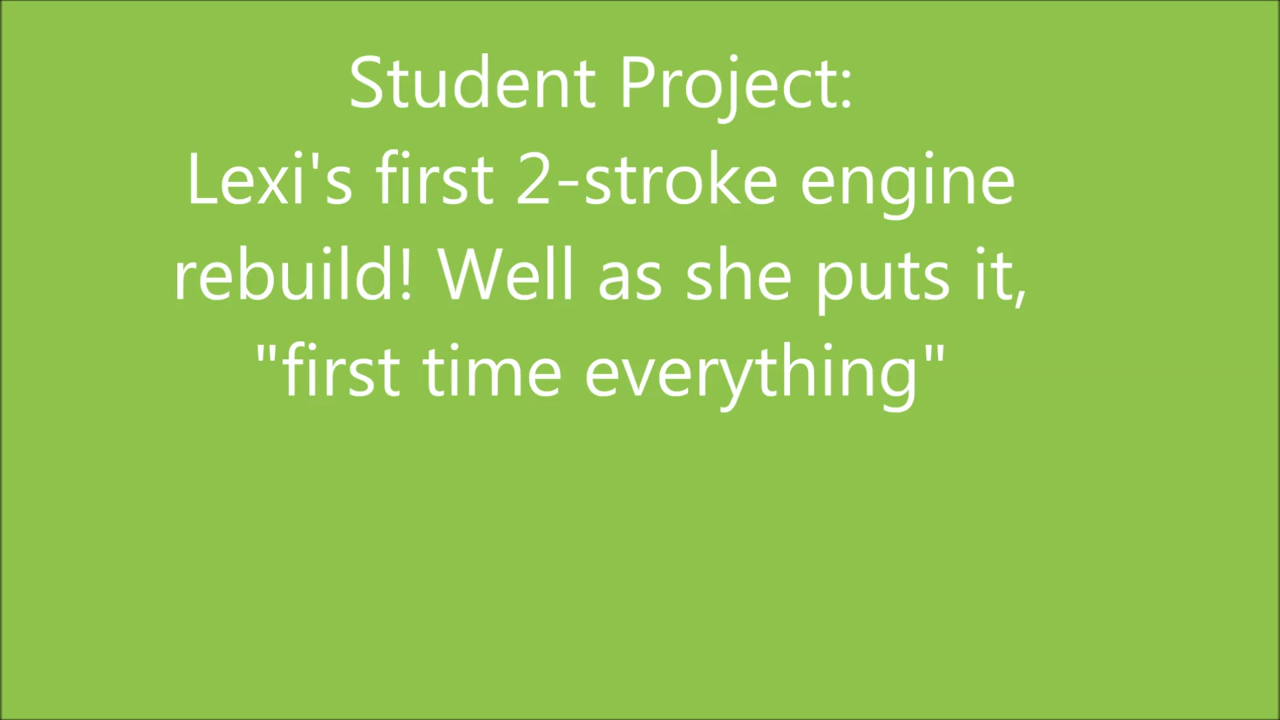 Student Project:
Lexi's first 2-stroke engine
rebuild! Well as she puts it,
"first time everything"